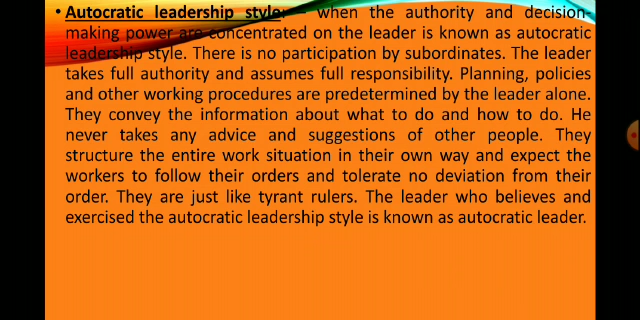 • Autocratic leadership style: – when the authority and decision-
making power are concentrated on the leader is known as autocratic
leadership style. There is no participation by subordinates. The leader
takes full authority and assumes full responsibility. Planning, policies
and other working procedures are predetermined by the leader alone.
They convey the information about what to do and how to do. He
never takes any advice and suggestions of other people. They
structure the entire work situation in their own way and expect the
workers to follow their orders and tolerate no deviation from their
order. They are just like tyrant rulers. The leader who believes and
exercised the autocratic leadership style is known as autocratic leader.